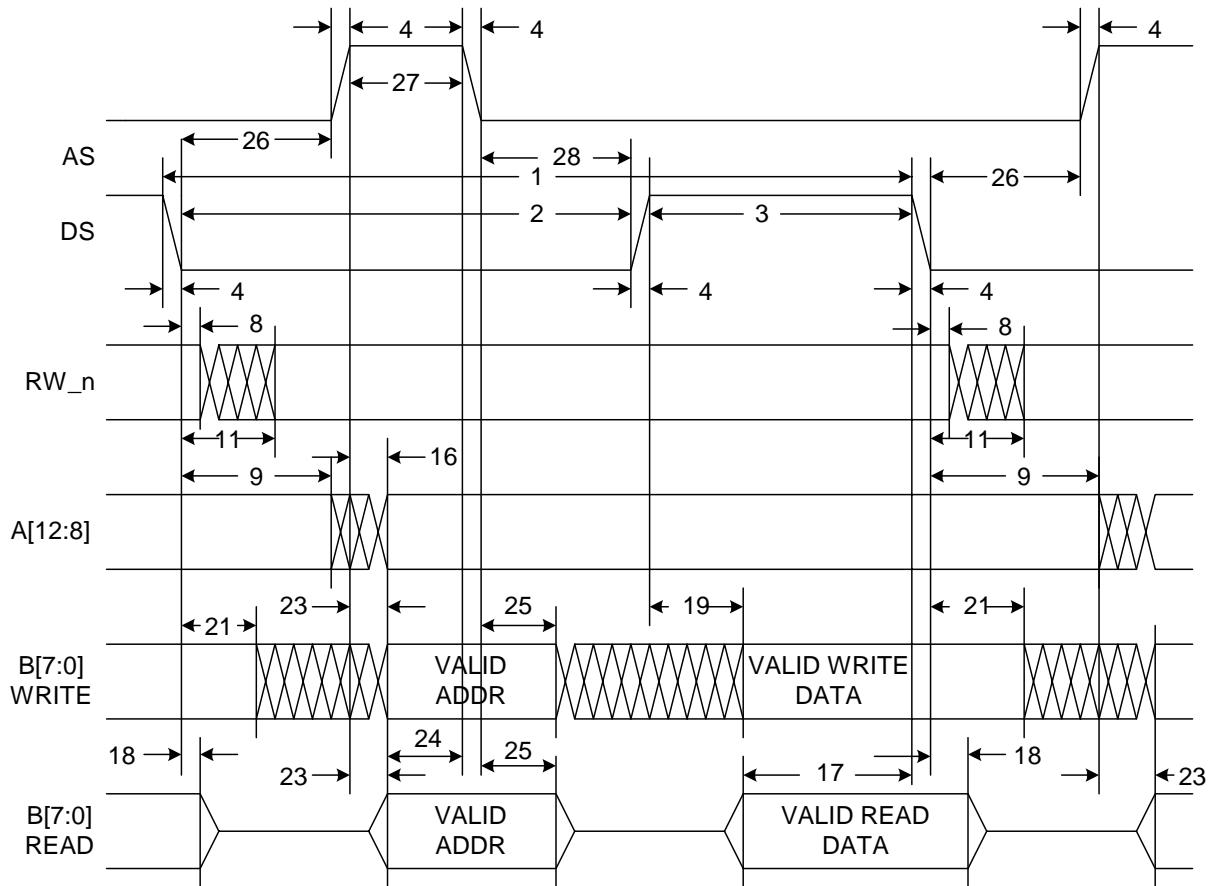 4 4 4
27
26
AS 28
1 26
2 3
DS
4 4 4
8 8
RW_n
11 11
16
9 9
A[12:8]
23 25 19 21
21
B[7:0] VALID VALID WRITE
WRITE ADDR DATA
24
18 18
23 25 17 23
B[7:0] VALID VALID READ
READ ADDR DATA